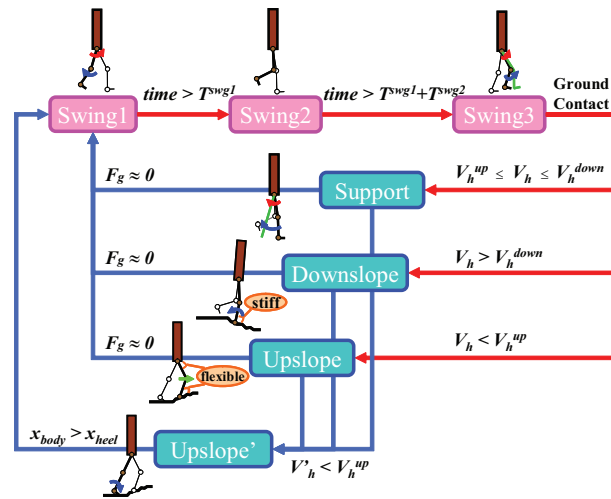 Swing1
time > T^swg1
Swing2
time > T^swg1+T^swg2
Swing3
Ground
Contact
F_g ≈ 0
Support
V_h^up ≤ V_h ≤ V_h^down
F_g ≈ 0
Downslope
V_h > V_h^down
stiff
F_g ≈ 0
Upslope
V_h < V_h^up
flexible
x_body > x_heel
Upslope’
V’_h < V_h^up